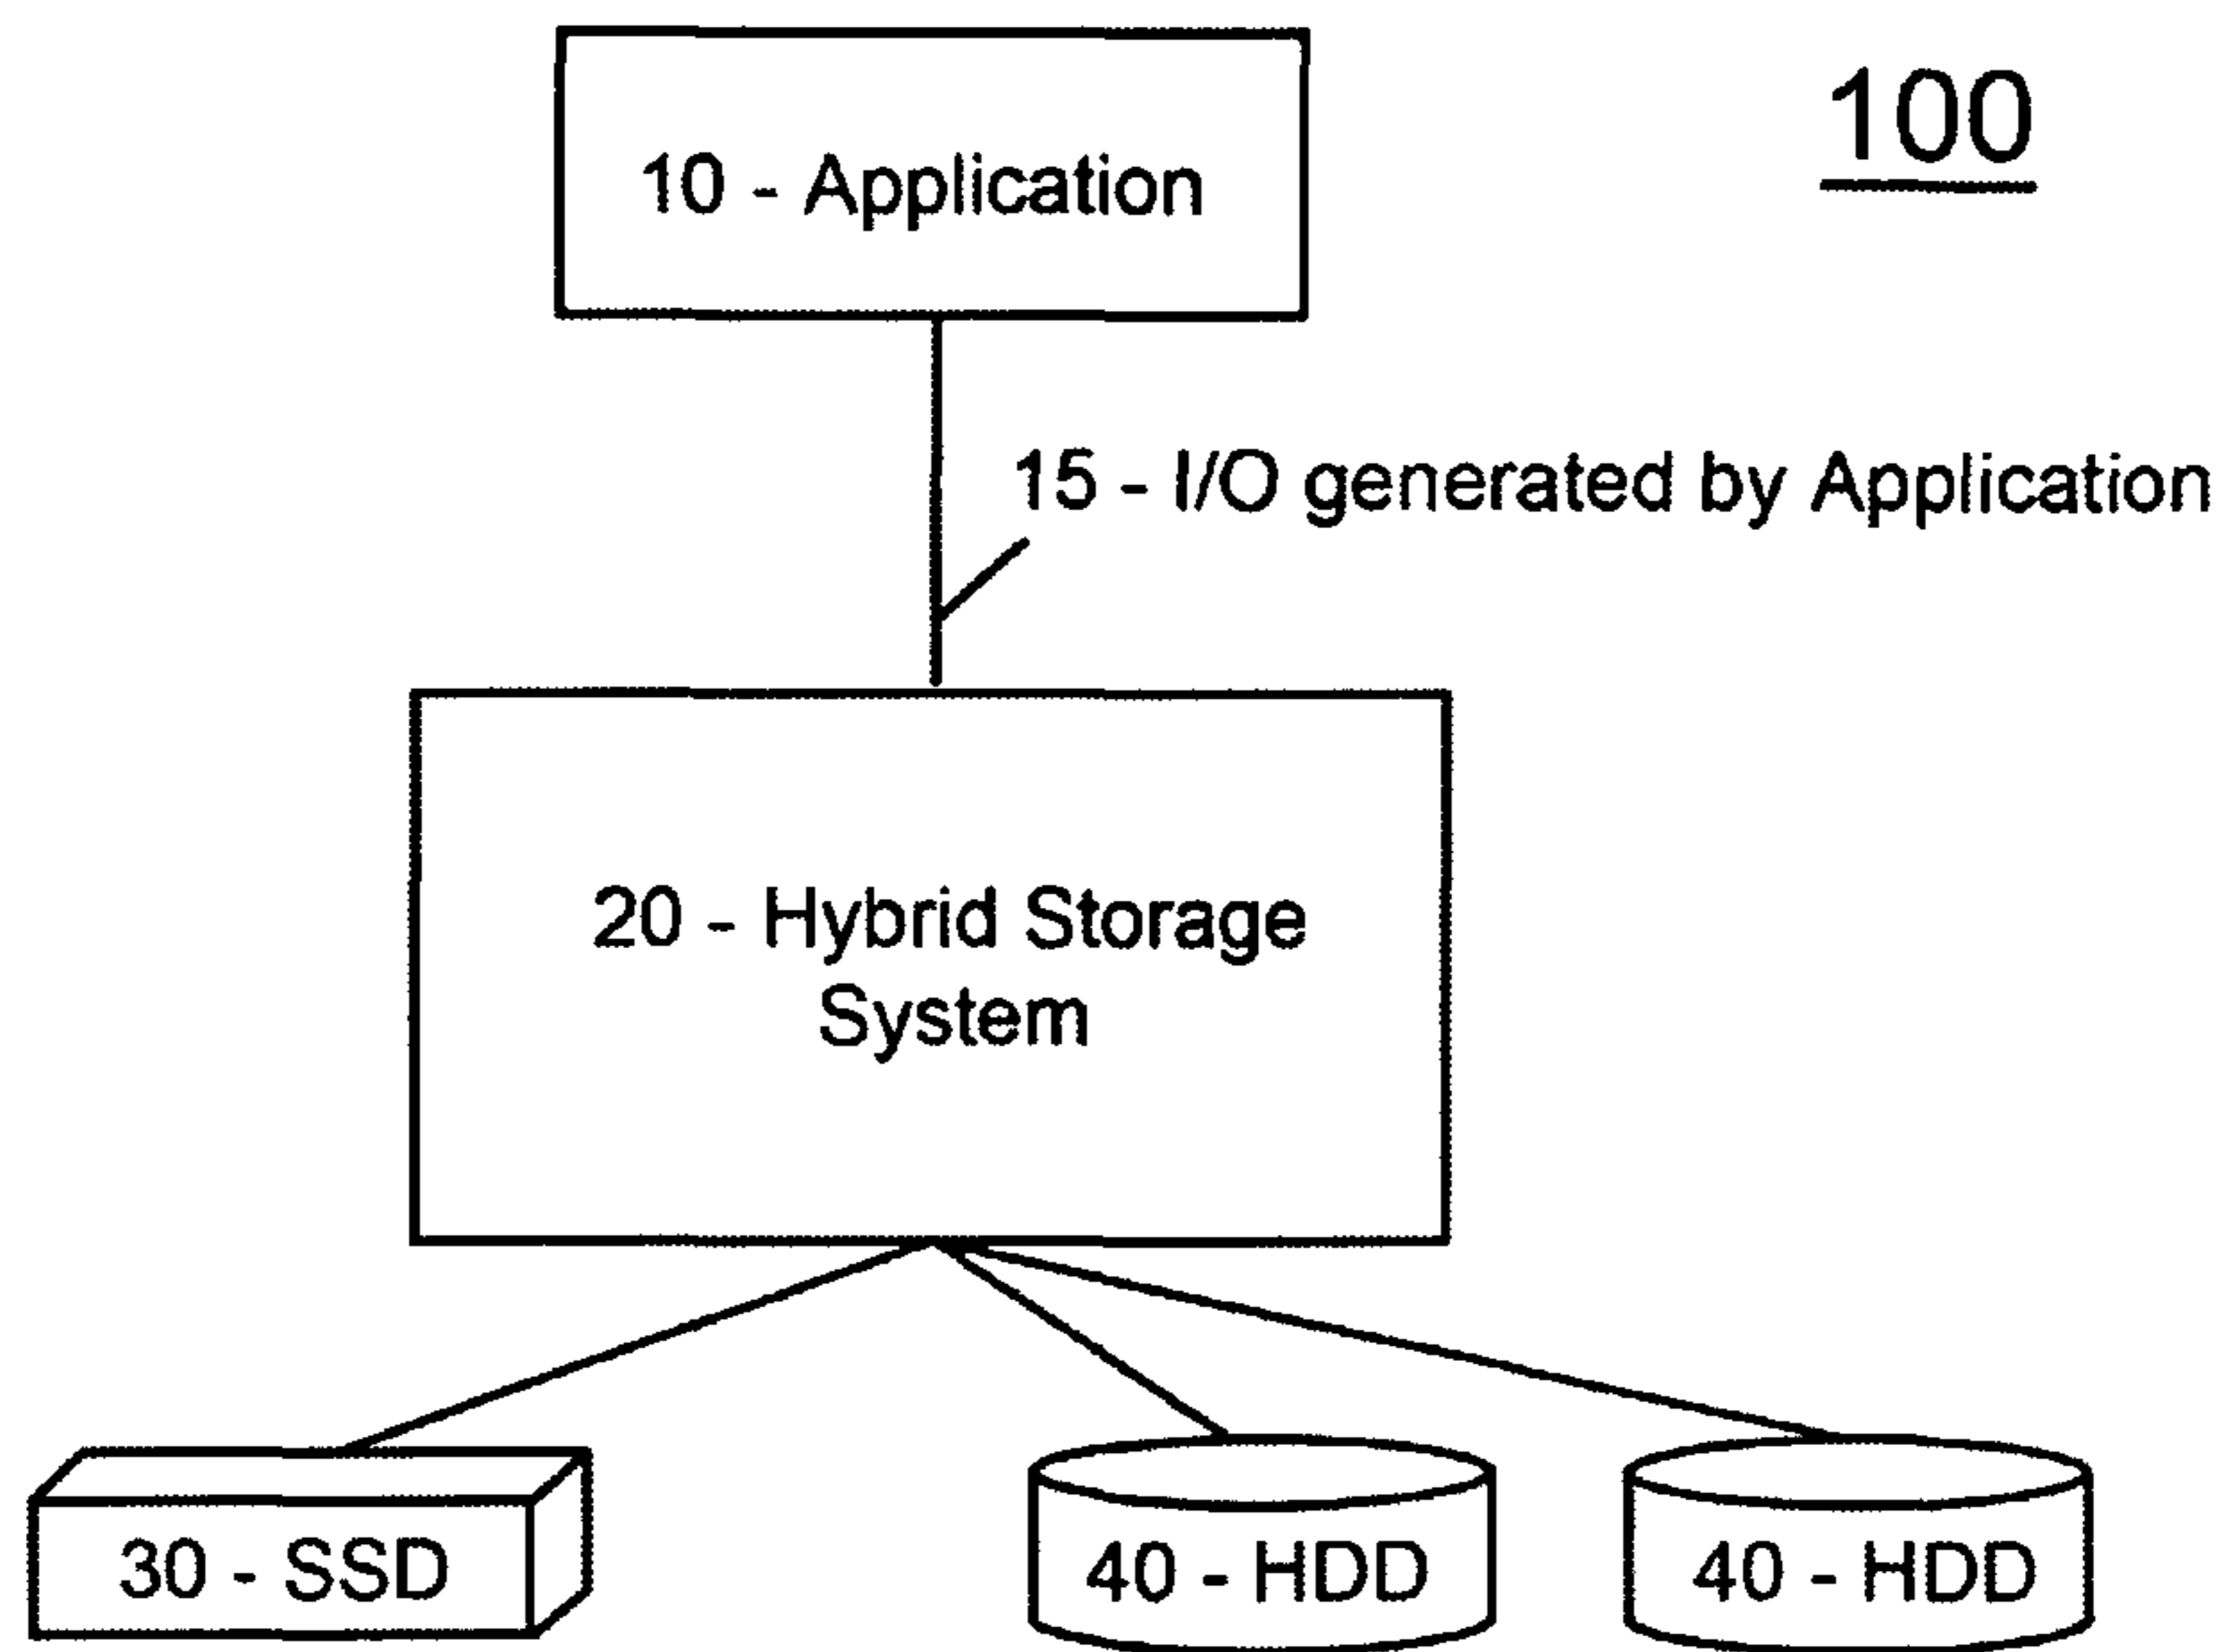 10 - Application
100
15 - I/O generated by Application
20 - Hybrid Storage
System
30 - SSD
40 - HDD
40 - HDD